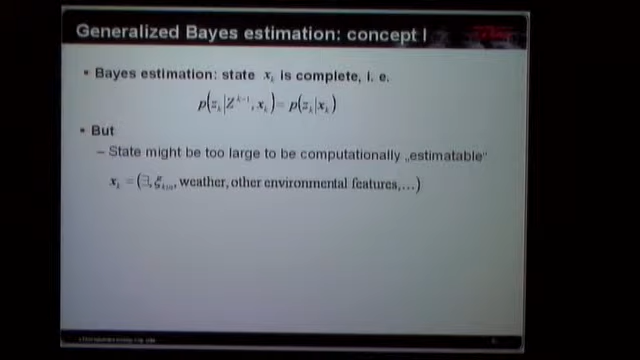 Generalized Bayes estimation: concept I
▪ Bayes estimation: state x_k is complete, i. e.
p(z_k|Z^{k-1}, x_k) = p(z_k|x_k)
▪ But
– State might be too large to be computationally „estimatable“
x_k = (∃, ξ, weather, other environmental features,…)